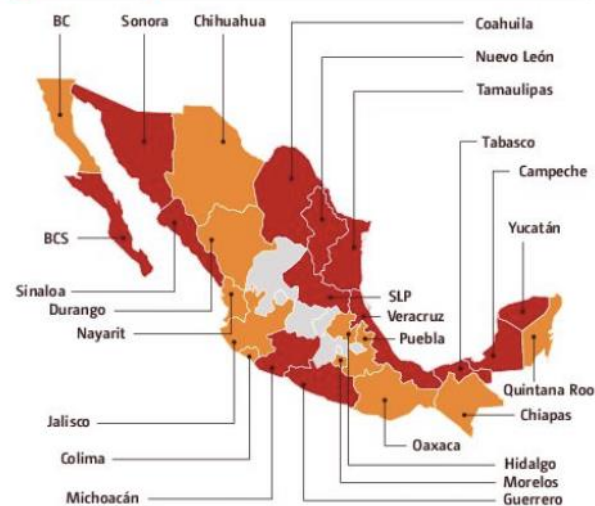 BC
Sonora
Chihuahua
Coahuila
Nuevo León
Tamaulipas
Tabasco
Campeche
Yucatán
BCS
Sinaloa
Durango
Nayarit
SLP
Veracruz
Puebla
Quintana Roo
Chiapas
Jalisco
Oaxaca
Colima
Hidalgo
Morelos
Michoacán
Guerrero